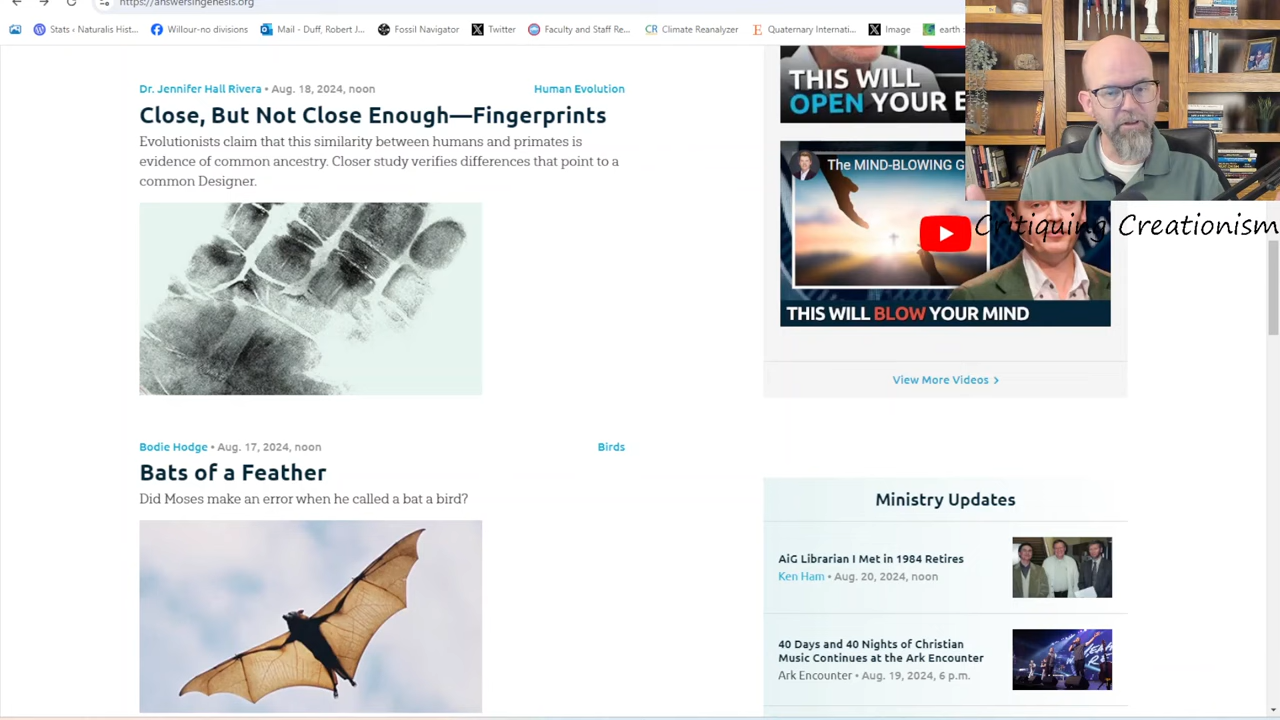 https://answersingenesis.org
Stats ‹ Naturalis Hist...
Willour-no divisions
Mail - Duff, Robert J...
Fossil Navigator
Twitter
Faculty and Staff Re...
Climate Reanalyzer
Quaternary Internati...
Image
earth
Dr. Jennifer Hall Rivera • Aug. 18, 2024, noon
Human Evolution
Close, But Not Close Enough—Fingerprints
Evolutionists claim that this similarity between humans and primates is
evidence of common ancestry. Closer study verifies differences that point to a
common Designer.
Bodie Hodge • Aug. 17, 2024, noon
Birds
Bats of a Feather
Did Moses make an error when he called a bat a bird?
THIS WILL
OPEN YOUR E
The MIND-BLOWING G
Critiquing Creationism
THIS WILL BLOW YOUR MIND
View More Videos
Ministry Updates
AiG Librarian I Met in 1984 Retires
Ken Ham • Aug. 20, 2024, noon
40 Days and 40 Nights of Christian
Music Continues at the Ark Encounter
Ark Encounter • Aug. 19, 2024, 6 p.m.